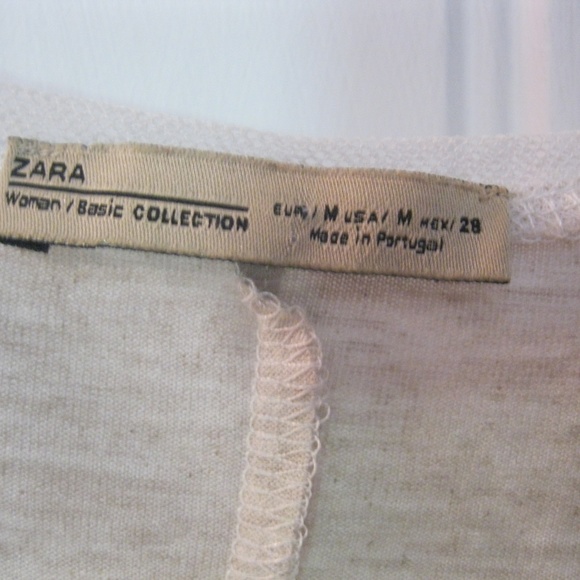 ZARA
Woman / Basic COLLECTION
EUR / M USA / M MEX / 28
Made in Portugal